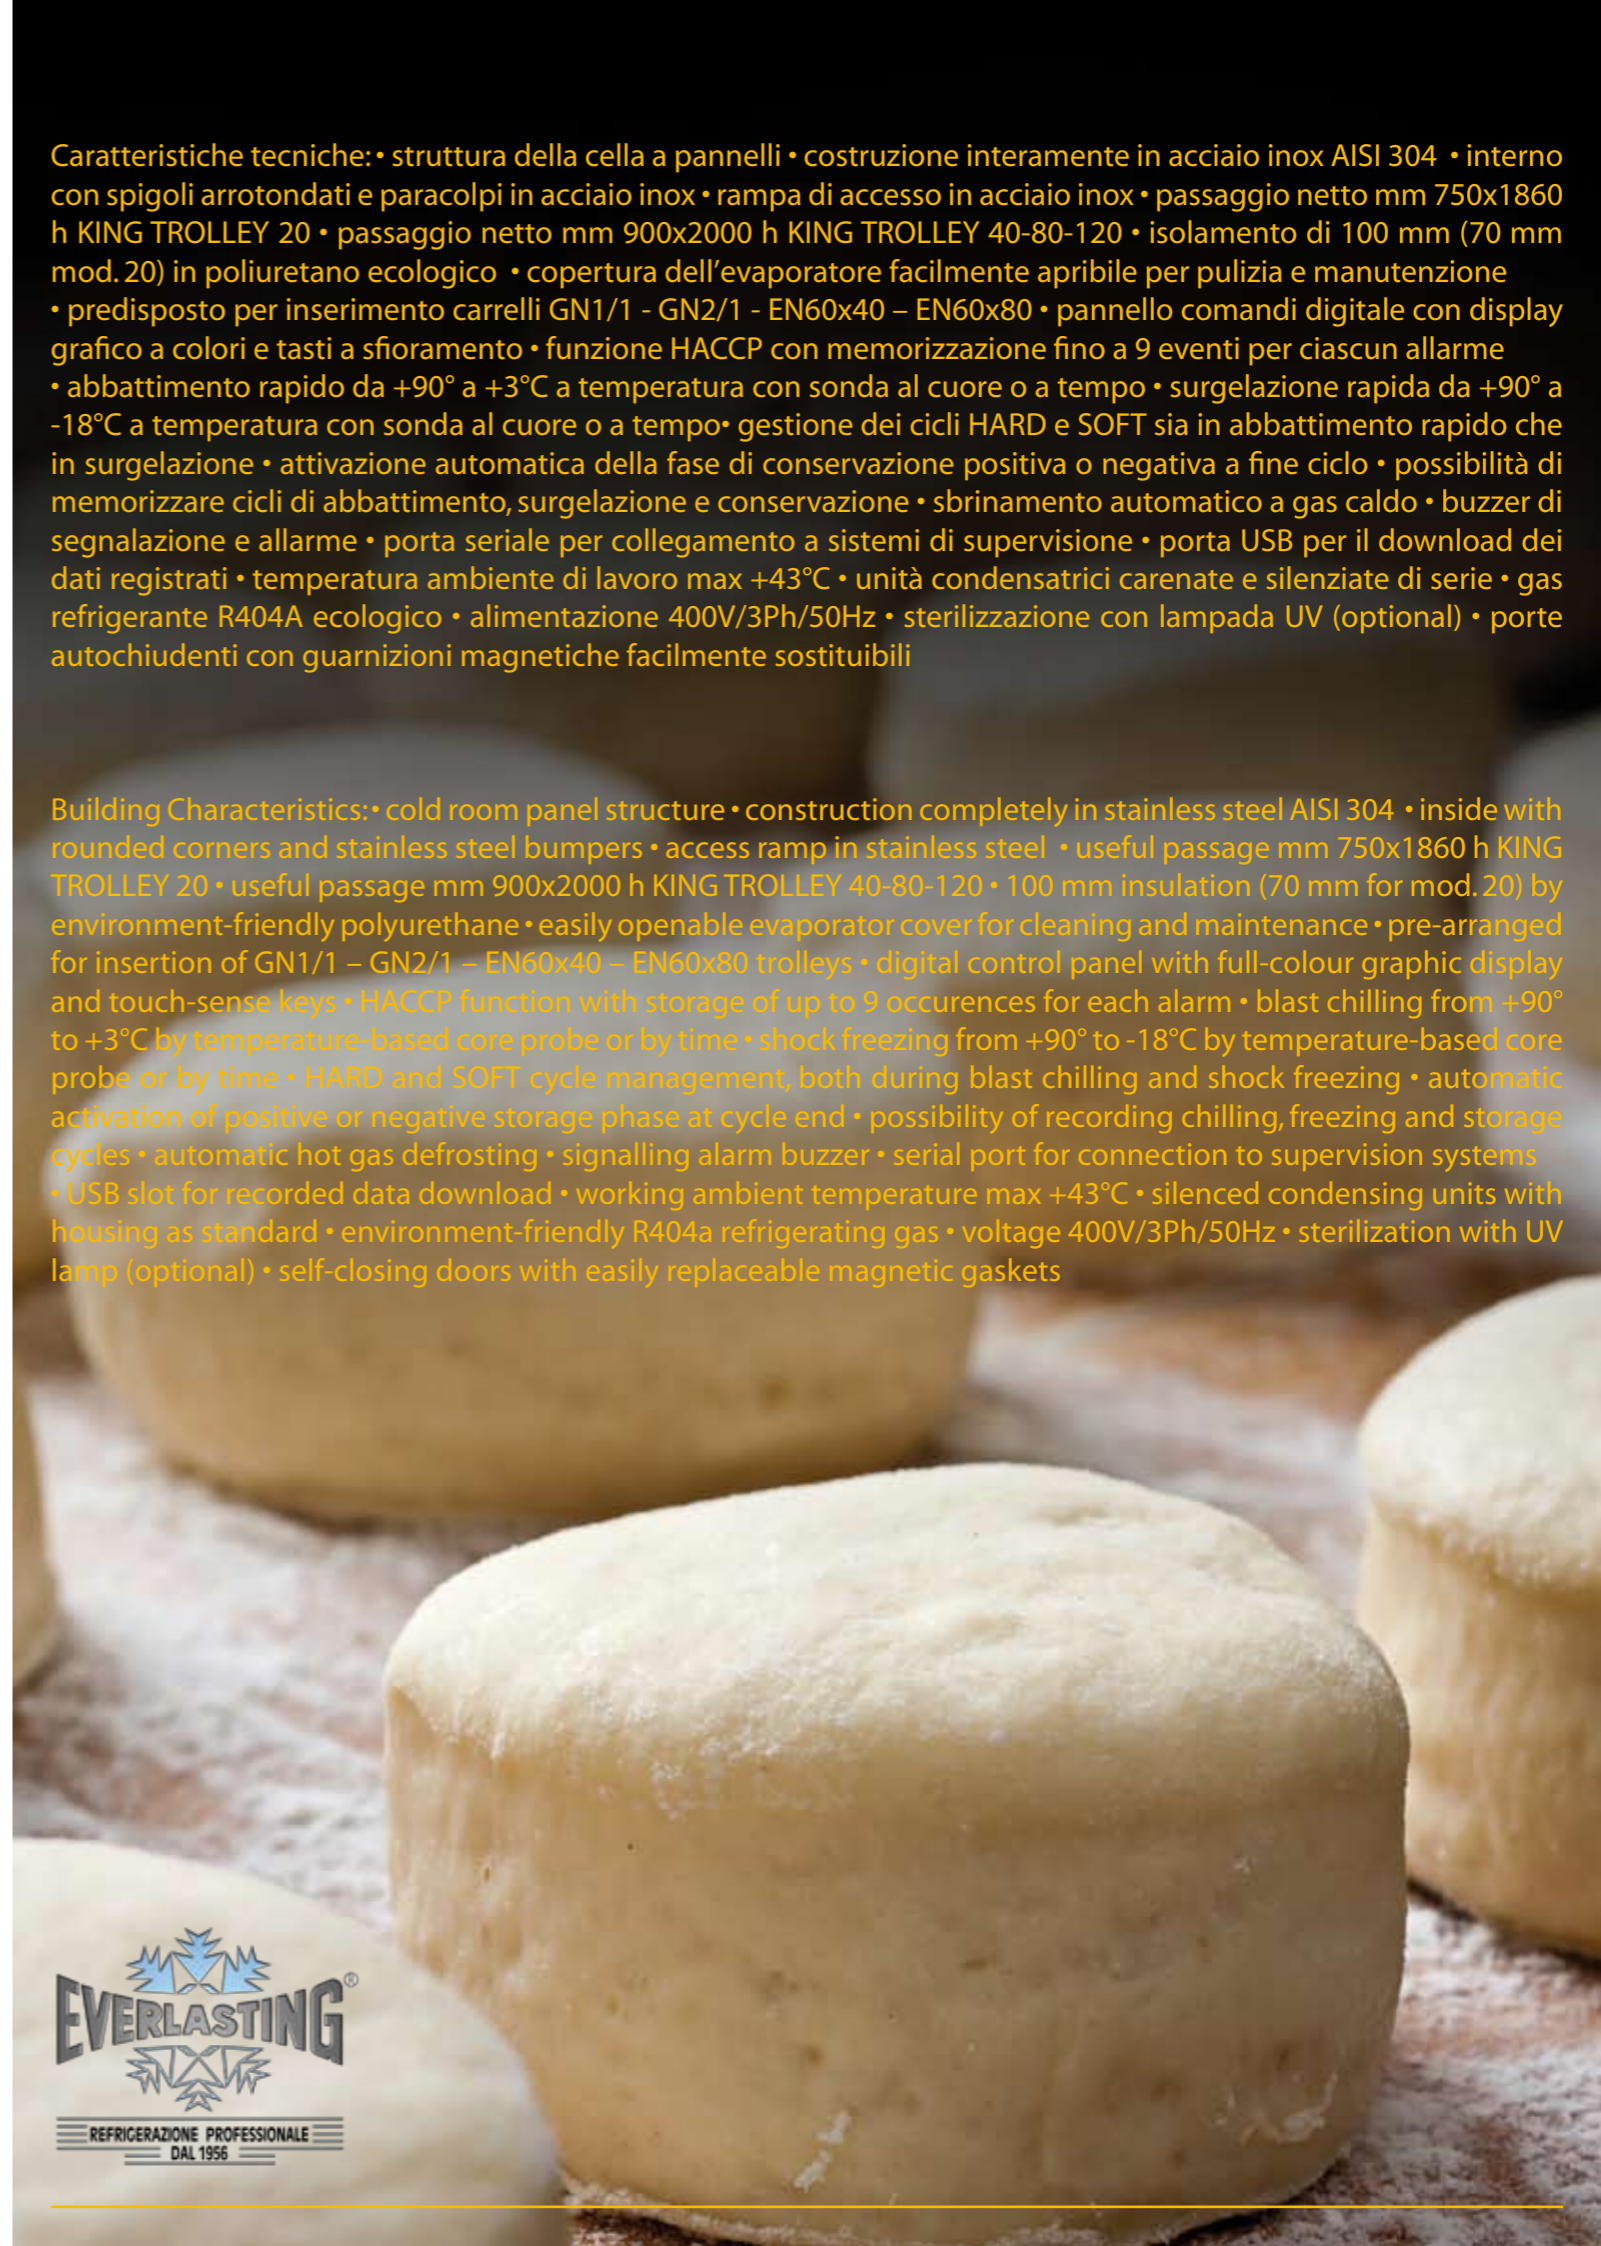 Caratteristiche tecniche: • struttura della cella a pannelli • costruzione interamente in acciaio inox AISI 304 • interno
con spigoli arrotondati e paracolpi in acciaio inox • rampa di accesso in acciaio inox • passaggio netto mm 750x1860
h KING TROLLEY 20 • passaggio netto mm 900x2000 h KING TROLLEY 40-80-120 • isolamento di 100 mm (70 mm
mod. 20) in poliuretano ecologico • copertura dell'evaporatore facilmente apribile per pulizia e manutenzione
• predisposto per inserimento carrelli GN1/1 - GN2/1 - EN60x40 – EN60x80 • pannello comandi digitale con display
grafico a colori e tasti a sfioramento • funzione HACCP con memorizzazione fino a 9 eventi per ciascun allarme
• abbattimento rapido da +90° a +3°C a temperatura con sonda al cuore o a tempo • surgelazione rapida da +90° a
-18°C a temperatura con sonda al cuore o a tempo• gestione dei cicli HARD e SOFT sia in abbattimento rapido che
in surgelazione • attivazione automatica della fase di conservazione positiva o negativa a fine ciclo • possibilità di
memorizzare cicli di abbattimento, surgelazione e conservazione • sbrinamento automatico a gas caldo • buzzer di
segnalazione e allarme • porta seriale per collegamento a sistemi di supervisione • porta USB per il download dei
dati registrati • temperatura ambiente di lavoro max +43°C • unità condensatrici carenate e silenziate di serie • gas
refrigerante R404A ecologico • alimentazione 400V/3Ph/50Hz • sterilizzazione con lampada UV (optional) • porte
autochiudenti con guarnizioni magnetiche facilmente sostituibili
Building Characteristics: • cold room panel structure • construction completely in stainless steel AISI 304 • inside with
rounded corners and stainless steel bumpers • access ramp in stainless steel • useful passage mm 750x1860 h KING
TROLLEY 20 • useful passage mm 900x2000 h KING TROLLEY 40-80-120 • 100 mm insulation (70 mm for mod. 20) by
environment-friendly polyurethane • easily openable evaporator cover for cleaning and maintenance • pre-arranged
for insertion of GN1/1 – GN2/1 – EN60x40 – EN60x80 trolleys • digital control panel with full-colour graphic display
and touch-sense keys • HACCP function with storage of up to 9 occurences for each alarm • blast chilling from +90°
to +3°C by temperature-based core probe or by time • shock freezing from +90° to -18°C by temperature-based core
probe or by time • HARD and SOFT cycle management, both during blast chilling and shock freezing • automatic
activation of positive or negative storage phase at cycle end • possibility of recording chilling, freezing and storage
cycles • automatic hot gas defrosting • signalling alarm buzzer • serial port for connection to supervision systems
• USB slot for recorded data download • working ambient temperature max +43°C • silenced condensing units with
housing as standard • environment-friendly R404a refrigerating gas • voltage 400V/3Ph/50Hz • sterilization with UV
lamp (optional) • self-closing doors with easily replaceable magnetic gaskets
EVERLASTING®
REFRIGERAZIONE PROFESSIONALE
DAL 1956